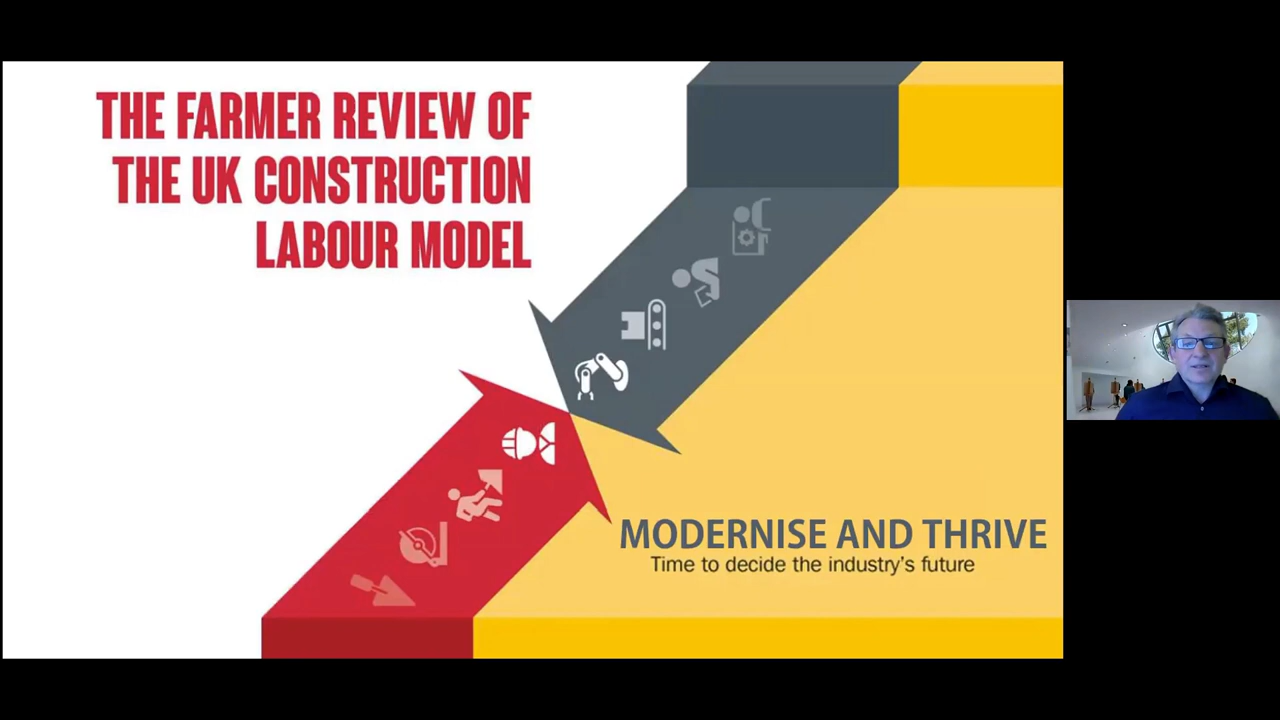 THE FARMER REVIEW OF
THE UK CONSTRUCTION
LABOUR MODEL
MODERNISE AND THRIVE
Time to decide the industry's future